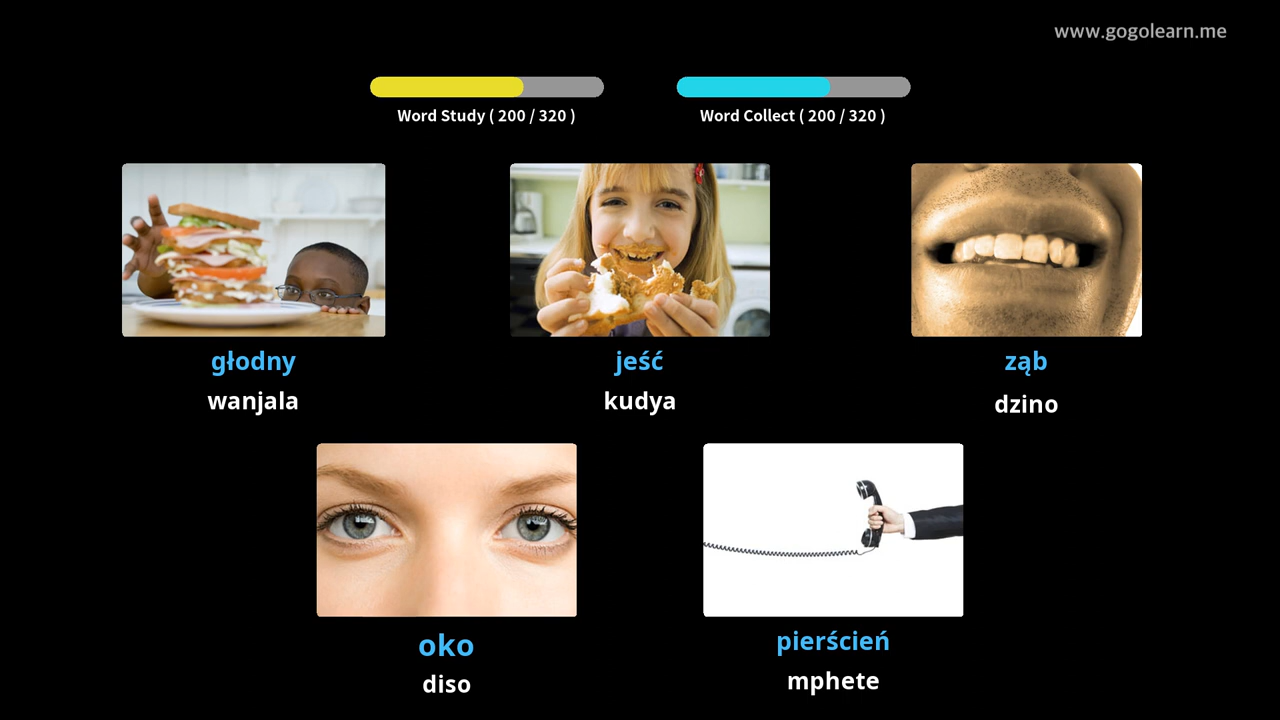 www.gogolearn.me
Word Study ( 200 / 320 )
Word Collect ( 200 / 320 )
głodny
wanjala
jeść
kudya
ząb
dzino
oko
diso
pierścień
mphete